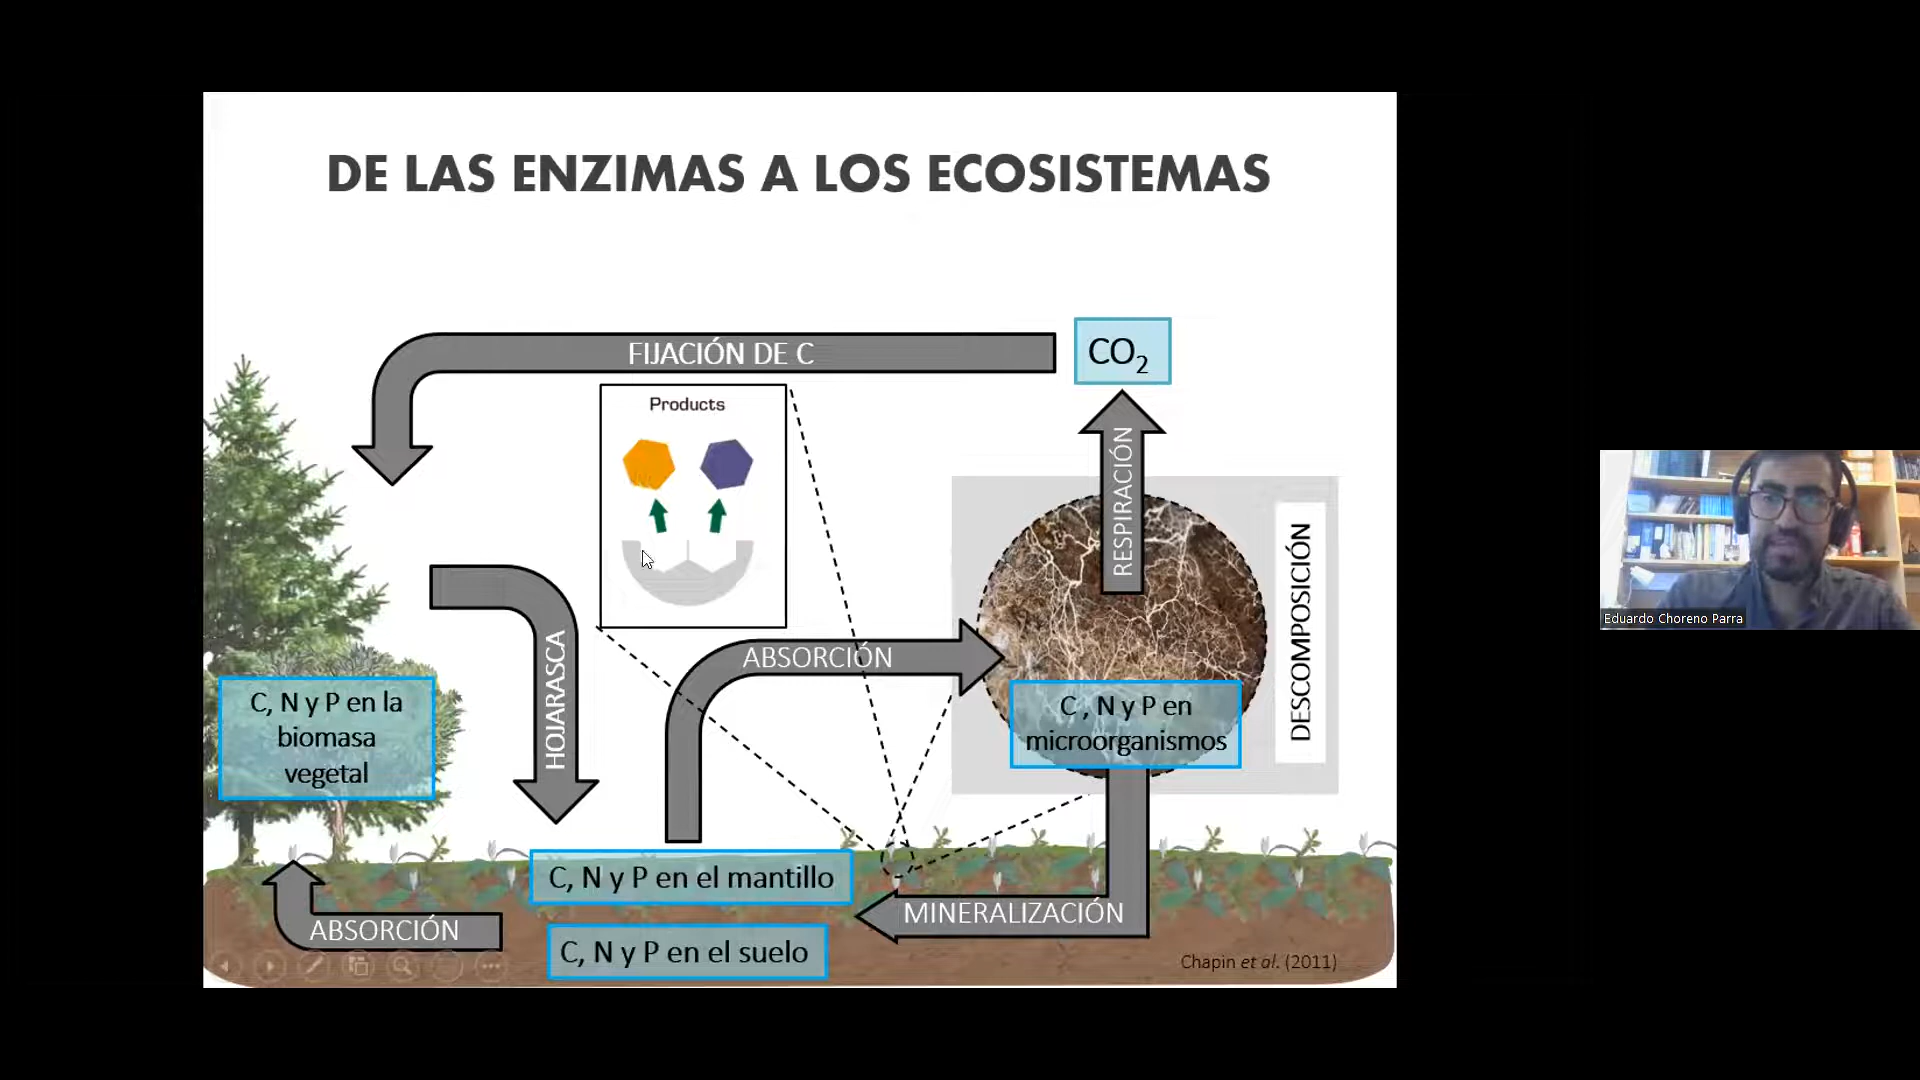 DE LAS ENZIMAS A LOS ECOSISTEMAS
FIJACIÓN DE C
CO₂
Products
RESPIRACIÓN
DESCOMPOSICIÓN
HOJARASCA
ABSORCIÓN
C, N y P en la
biomasa
vegetal
C , N y P en
microorganismos
C, N y P en el mantillo
MINERALIZACIÓN
ABSORCIÓN
C, N y P en el suelo
Chapin et al. (2011)
Eduardo Choreno Parra